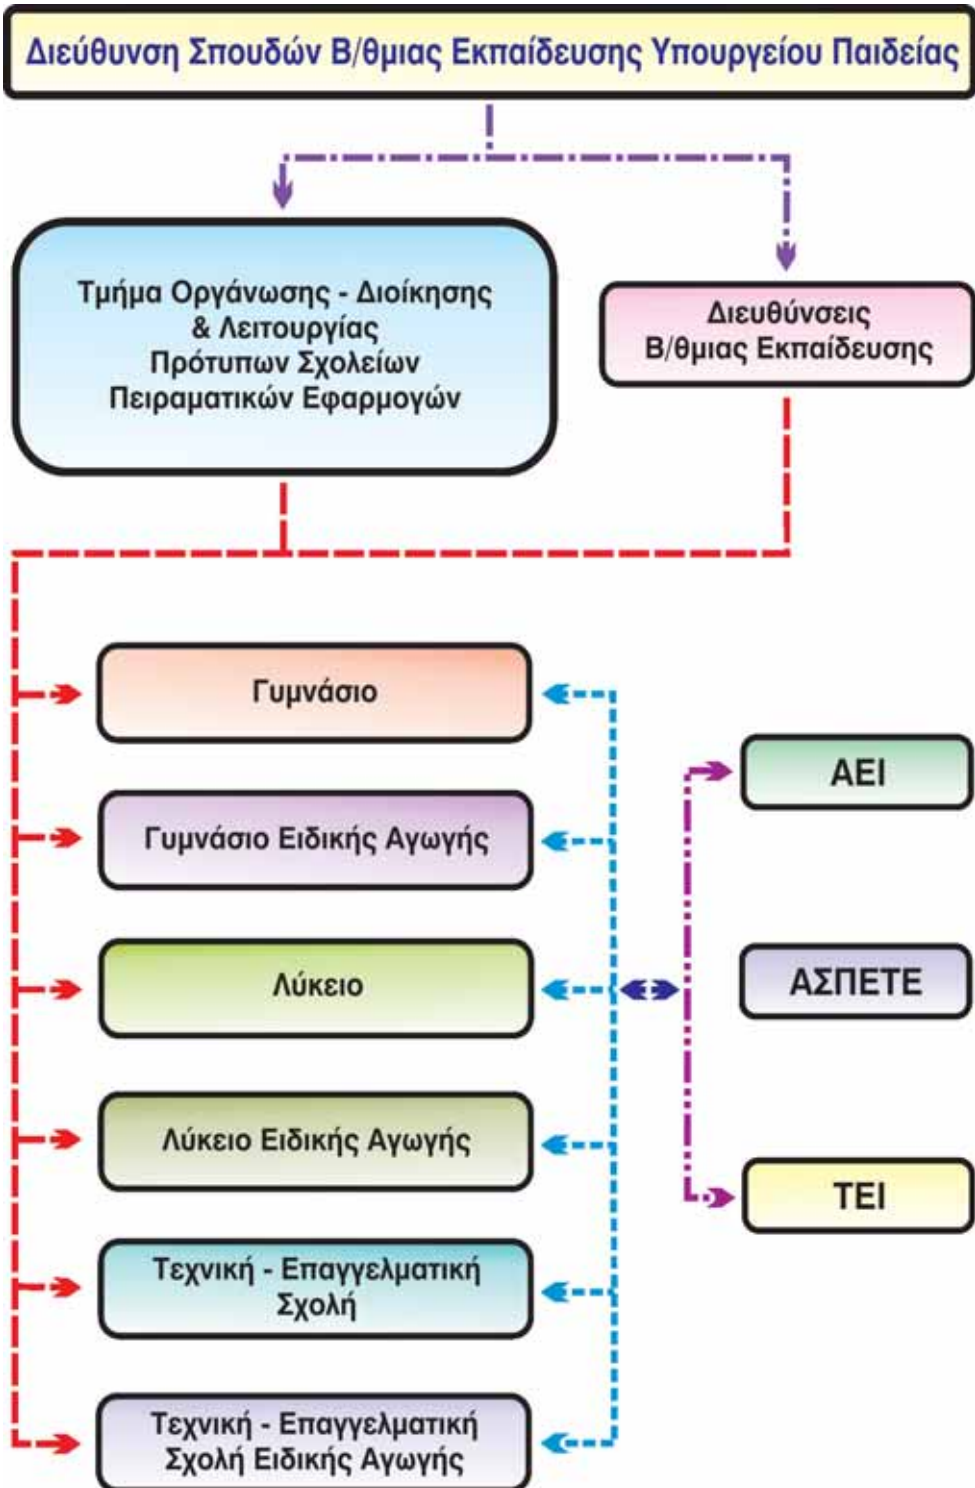 Διεύθυνση Σπουδών Β/θμιας Εκπαίδευσης Υπουργείου Παιδείας
Τμήμα Οργάνωσης - Διοίκησης
& Λειτουργίας
Πρότυπων Σχολείων
Πειραματικών Εφαρμογών
Διευθύνσεις
Β/θμιας Εκπαίδευσης
Γυμνάσιο
Γυμνάσιο Ειδικής Αγωγής
Λύκειο
Λύκειο Ειδικής Αγωγής
Τεχνική - Επαγγελματική
Σχολή
Τεχνική - Επαγγελματική
Σχολή Ειδικής Αγωγής
ΑΕΙ
ΑΣΠΕΤΕ
ΤΕΙ